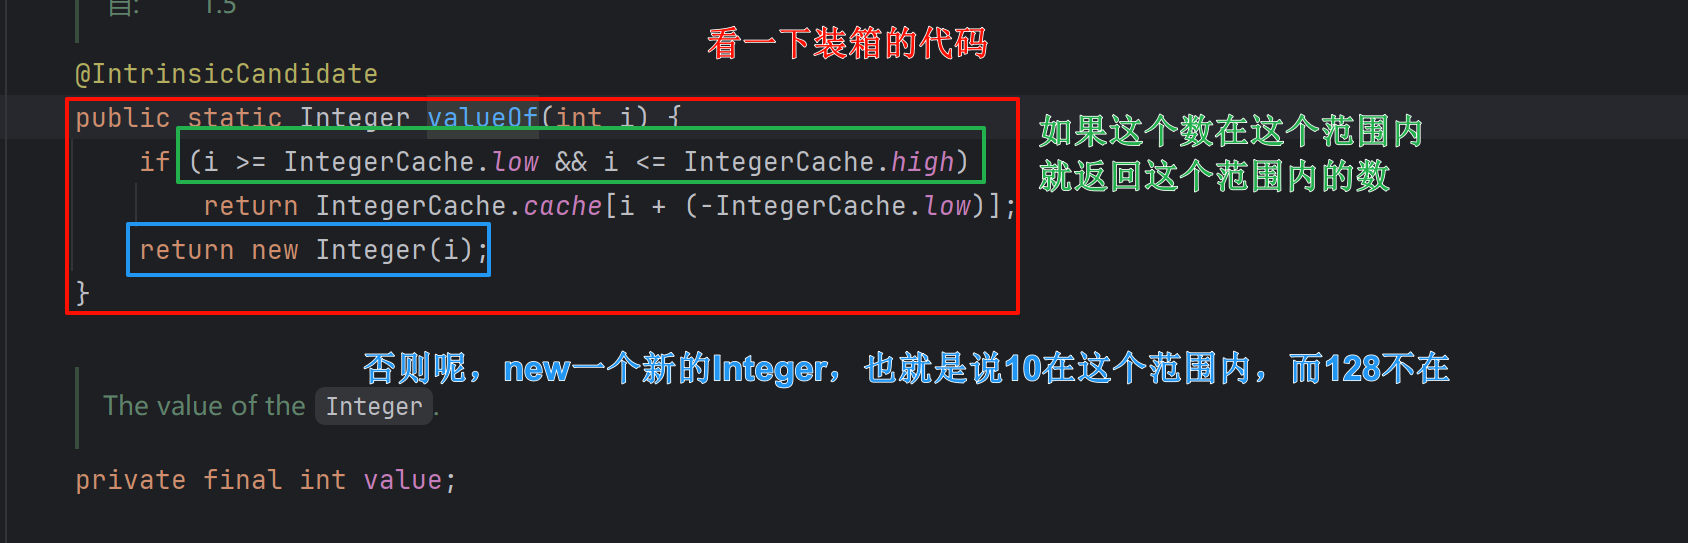 自: 1.5
看一下装箱的代码
@IntrinsicCandidate
public static Integer valueOf(int i) {
如果这个数在这个范围内
if (i >= IntegerCache.low && i <= IntegerCache.high)
就返回这个范围内的数
return IntegerCache.cache[i + (-IntegerCache.low)];
return new Integer(i);
}
否则呢，new一个新的Integer，也就是说10在这个范围内，而128不在
The value of the Integer.
private final int value;